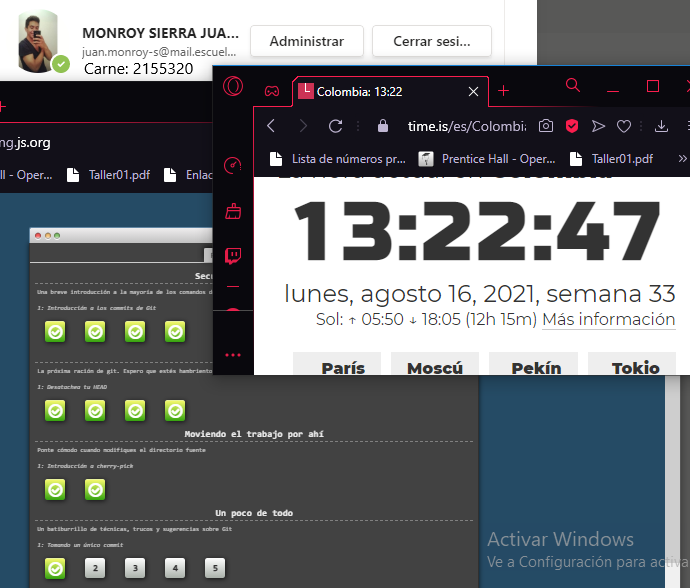 MONROY SIERRA JUA...
juan.monroy-s@mail.escuel...
Carne: 2155320
Administrar
Cerrar sesi...
Colombia: 13:22
ng.js.org
time.is/es/Colombia
ll - Oper...
Taller01.pdf
Enlac
Lista de números pr...
Prentice Hall - Oper...
Taller01.pdf
13:22:47
lunes, agosto 16, 2021, semana 33
Sol: ↑ 05:50 ↓ 18:05 (12h 15m) Más información
París
Moscú
Pekín
Tokio
Secu
Una breve introducción a la mayoría de los comandos d
1: Introducción a los commits de Git
La próxima ración de git. Espero que estés hambriento
1: Desatachea tu HEAD
Moviendo el trabajo por ahí
Ponte cómodo cuando modifiques el directorio fuente
1: Introducción a cherry-pick
Un poco de todo
Un batiburrillo de técnicas, trucos y sugerencias sobre Git
1: Tomando un único commit
2 3 4 5
Activar Windows
Ve a Configuración para activa